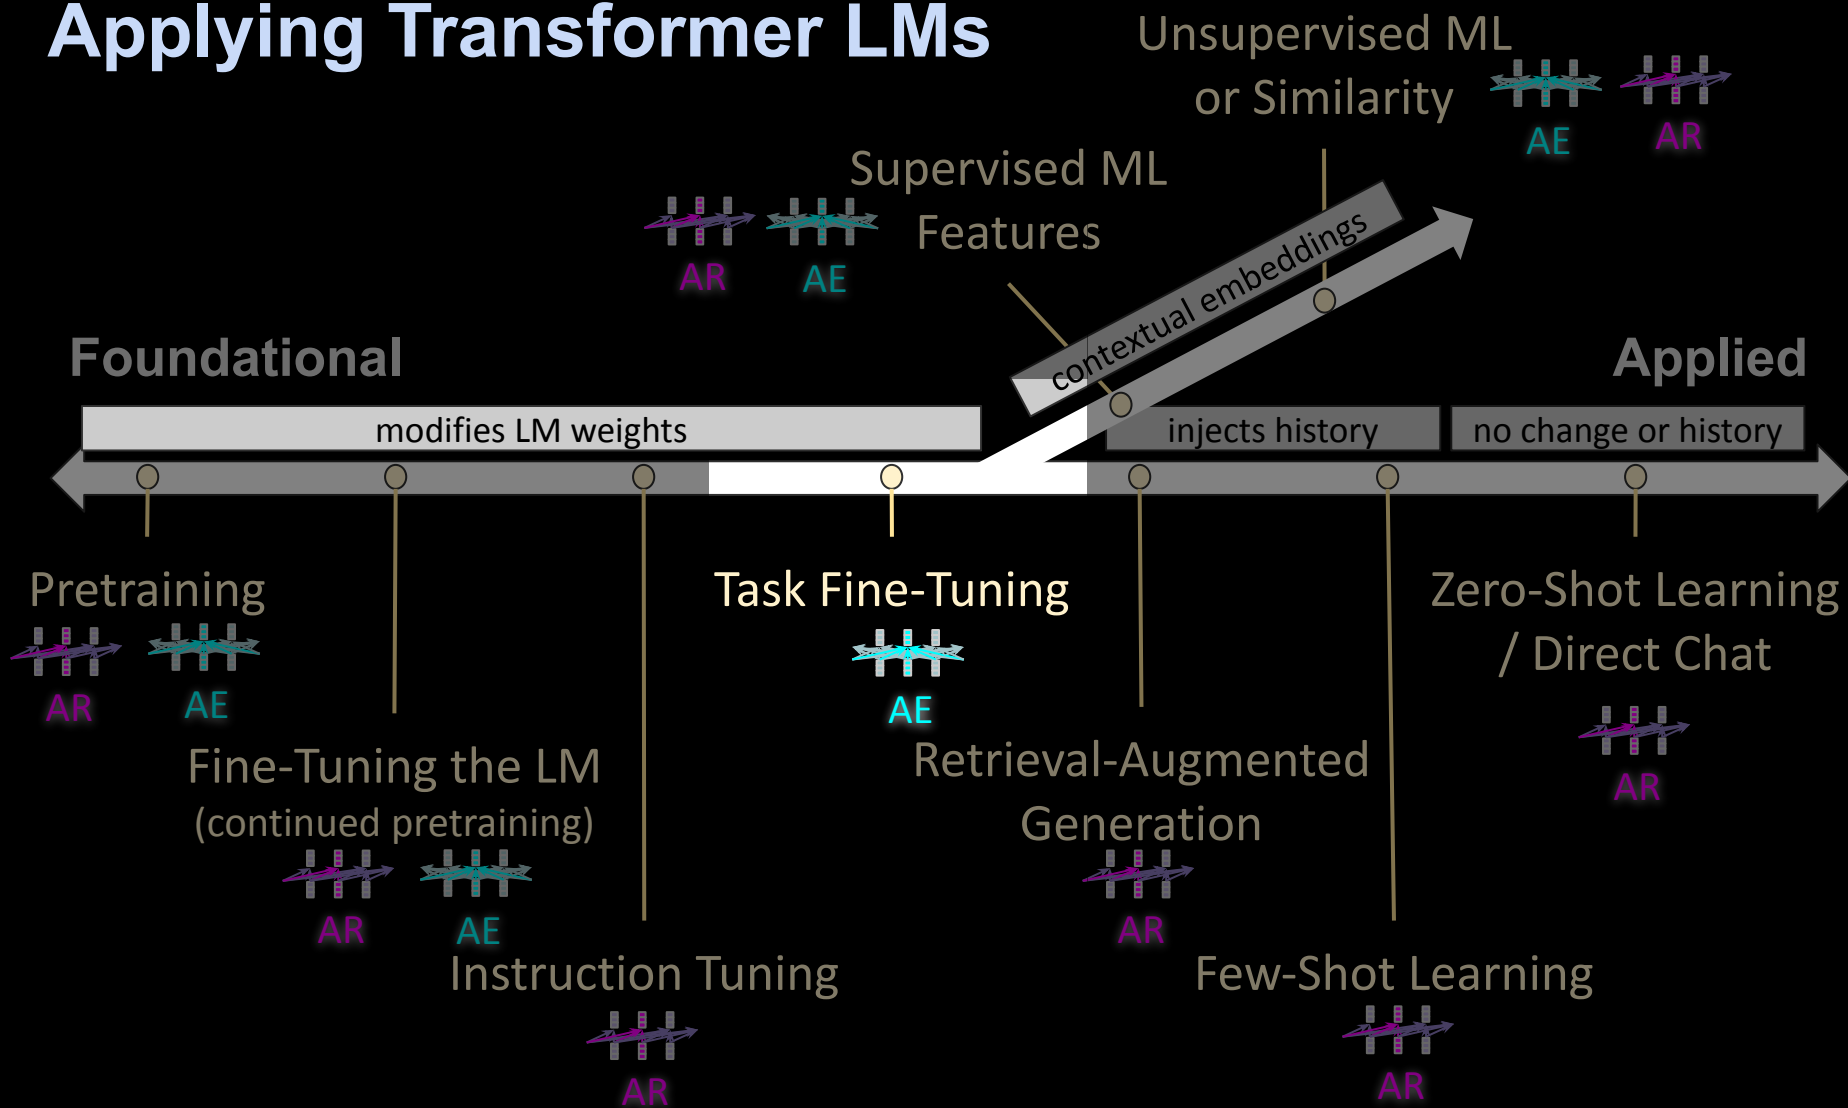 Applying Transformer LMs
Unsupervised ML
or Similarity
AE
AR
Supervised ML
Features
AR
AE
contextual embeddings
Foundational
Applied
modifies LM weights
injects history
no change or history
Pretraining
AR
AE
Task Fine-Tuning
AE
Zero-Shot Learning
/ Direct Chat
AR
Fine-Tuning the LM
(continued pretraining)
AR
AE
Retrieval-Augmented
Generation
AR
Instruction Tuning
AR
Few-Shot Learning
AR